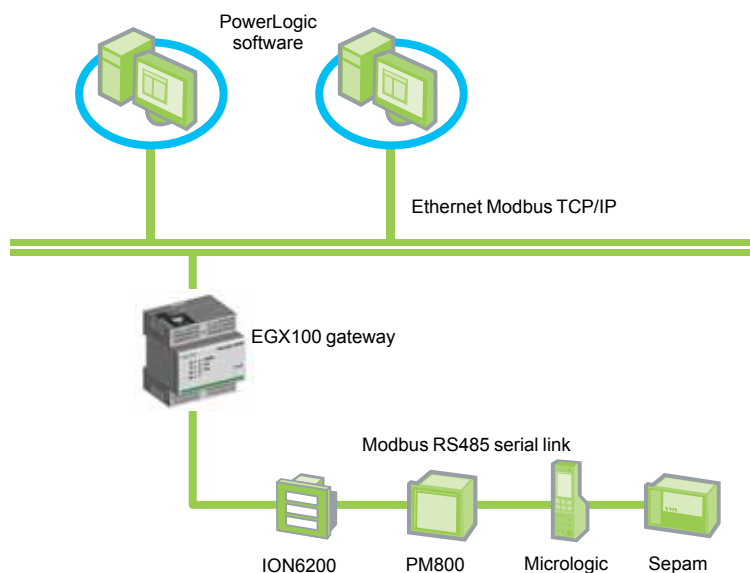 PowerLogic
software
Ethernet Modbus TCP/IP
EGX100 gateway
Modbus RS485 serial link
ION6200
PM800
Micrologic
Sepam